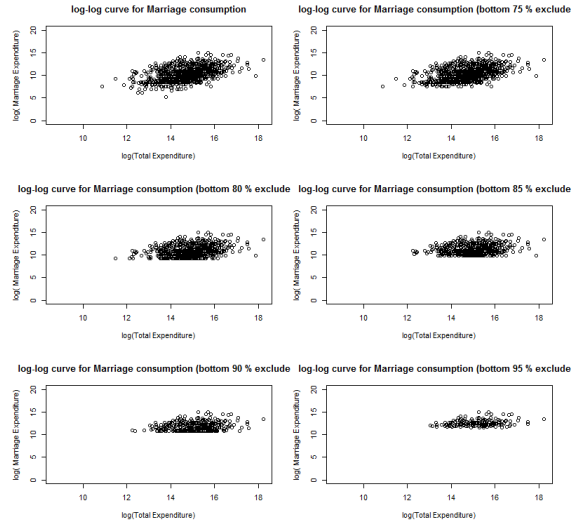 log-log curve for Marriage consumption
log( Marriage Expenditure)
20
15
10
5
0
10 12 14 16 18
log(Total Expenditure)
log-log curve for Marriage consumption (bottom 75 % exclude
log( Marriage Expenditure)
20
15
10
5
0
10 12 14 16 18
log(Total Expenditure)
log-log curve for Marriage consumption (bottom 80 % exclude
log( Marriage Expenditure)
20
15
10
5
0
10 12 14 16 18
log(Total Expenditure)
log-log curve for Marriage consumption (bottom 85 % exclude
log( Marriage Expenditure)
20
15
10
5
0
10 12 14 16 18
log(Total Expenditure)
log-log curve for Marriage consumption (bottom 90 % exclude
log( Marriage Expenditure)
20
15
10
5
0
10 12 14 16 18
log(Total Expenditure)
log-log curve for Marriage consumption (bottom 95 % exclude
log( Marriage Expenditure)
20
15
10
5
0
10 12 14 16 18
log(Total Expenditure)